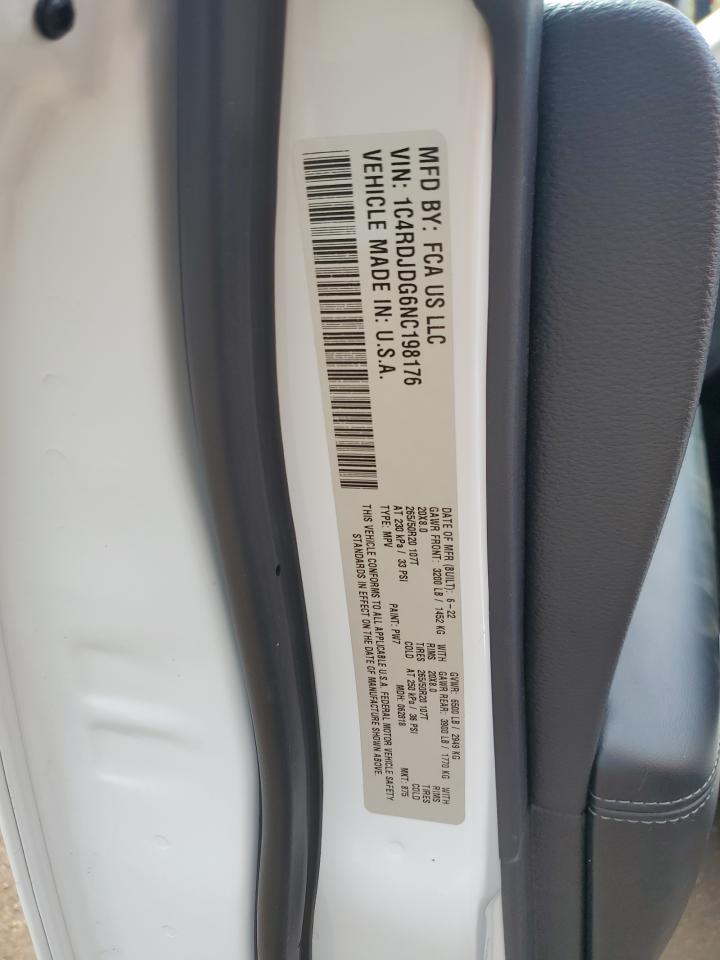 MFD BY: FCA US LLC
VIN: 1C4RDJDG6NC198176
VEHICLE MADE IN: U.S.A.
DATE OF MFR (BUILT): 6-22 GVWR: 6500 LB / 2949 KG
GAWR FRONT: 3200 LB / 1452 KG WITH GAWR REAR: 3900 LB / 1770 KG WITH
20X8.0 RIMS 20X8.0 RIMS
265/50R20 107T TIRES 265/50R20 107T TIRES
AT 230 kPa / 33 PSI COLD AT 250 kPa / 36 PSI COLD
TYPE: MPV PAINT: PW7 MDH: 062818 MKT: 875
THIS VEHICLE CONFORMS TO ALL APPLICABLE U.S.A. FEDERAL MOTOR VEHICLE SAFETY
STANDARDS IN EFFECT ON THE DATE OF MANUFACTURE SHOWN ABOVE.